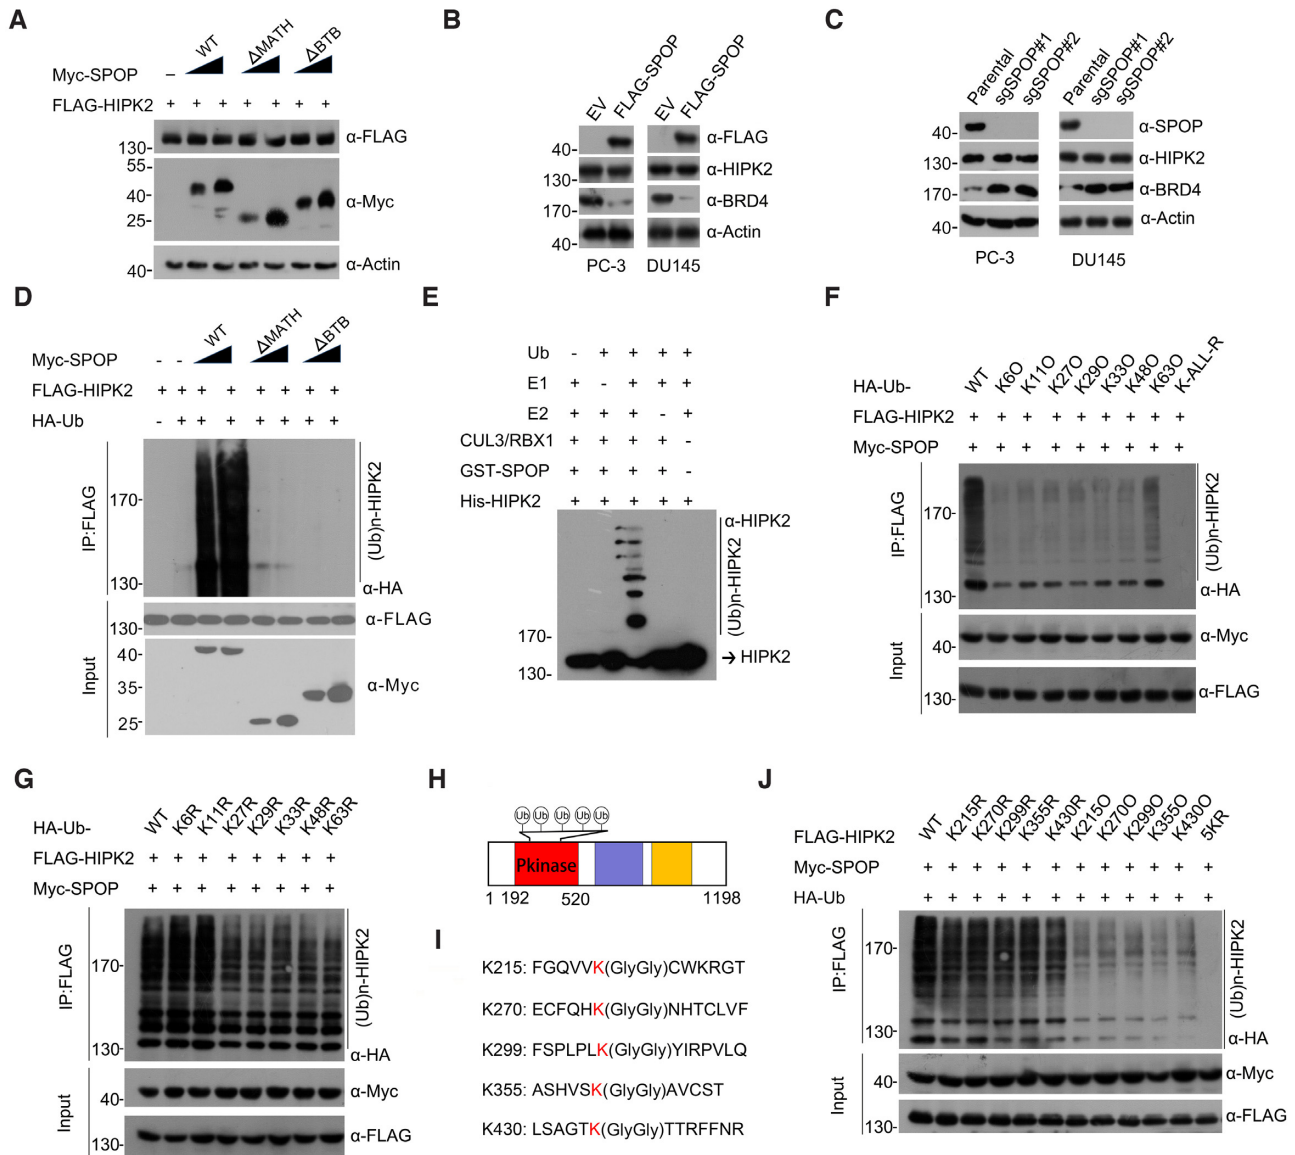 A
WT
ΔMATH
ΔBTB
Myc-SPOP
–
FLAG-HIPK2
+ + + + + + +
130-
α-FLAG
55-
40-
25-
α-Myc
40-
α-Actin
B
EV
FLAG-SPOP
EV
FLAG-SPOP
40-
α-FLAG
130-
α-HIPK2
170-
α-BRD4
40-
α-Actin
PC-3
DU145
C
Parental
sgSPOP#1
sgSPOP#2
Parental
sgSPOP#1
sgSPOP#2
40-
α-SPOP
130-
α-HIPK2
170-
α-BRD4
40-
α-Actin
PC-3
DU145
D
WT
ΔMATH
ΔBTB
Myc-SPOP - -
FLAG-HIPK2 + + + + + + + +
HA-Ub - + + + + + + +
IP:FLAG
170-
130-
(Ub)n-HIPK2
α-HA
130-
α-FLAG
Input
40-
35-
25-
α-Myc
E
Ub - + + + +
E1 + - + + +
E2 + + + - +
CUL3/RBX1 + + + + -
GST-SPOP + + + + -
His-HIPK2 + + + + +
α-HIPK2
(Ub)n-HIPK2
170-
130-
→ HIPK2
F
HA-Ub-
WT
K6O
K11O
K27O
K29O
K33O
K48O
K63O
K-ALL-R
FLAG-HIPK2 + + + + + + + + +
Myc-SPOP + + + + + + + + +
IP:FLAG
170-
130-
(Ub)n-HIPK2
α-HA
Input
40-
α-Myc
130-
α-FLAG
G
HA-Ub-
WT
K6R
K11R
K27R
K29R
K33R
K48R
K63R
FLAG-HIPK2 + + + + + + + +
Myc-SPOP + + + + + + + +
IP:FLAG
170-
130-
(Ub)n-HIPK2
α-HA
Input
40-
α-Myc
130-
α-FLAG
H
Ub Ub Ub Ub Ub
Pkinase
1 192 520 1198
I
K215: FGQVVK(GlyGly)CWKRGT
K270: ECFQHK(GlyGly)NHTCLVF
K299: FSPLPLK(GlyGly)YIRPVLQ
K355: ASHVSK(GlyGly)AVCST
K430: LSAGTK(GlyGly)TTRFFNR
J
FLAG-HIPK2
WT
K215R
K270R
K299R
K355R
K430R
K215O
K270O
K299O
K355O
K430O
5KR
Myc-SPOP + + + + + + + + + + + +
HA-Ub + + + + + + + + + + + +
IP:FLAG
170-
130-
(Ub)n-HIPK2
α-HA
Input
40-
α-Myc
130-
α-FLAG